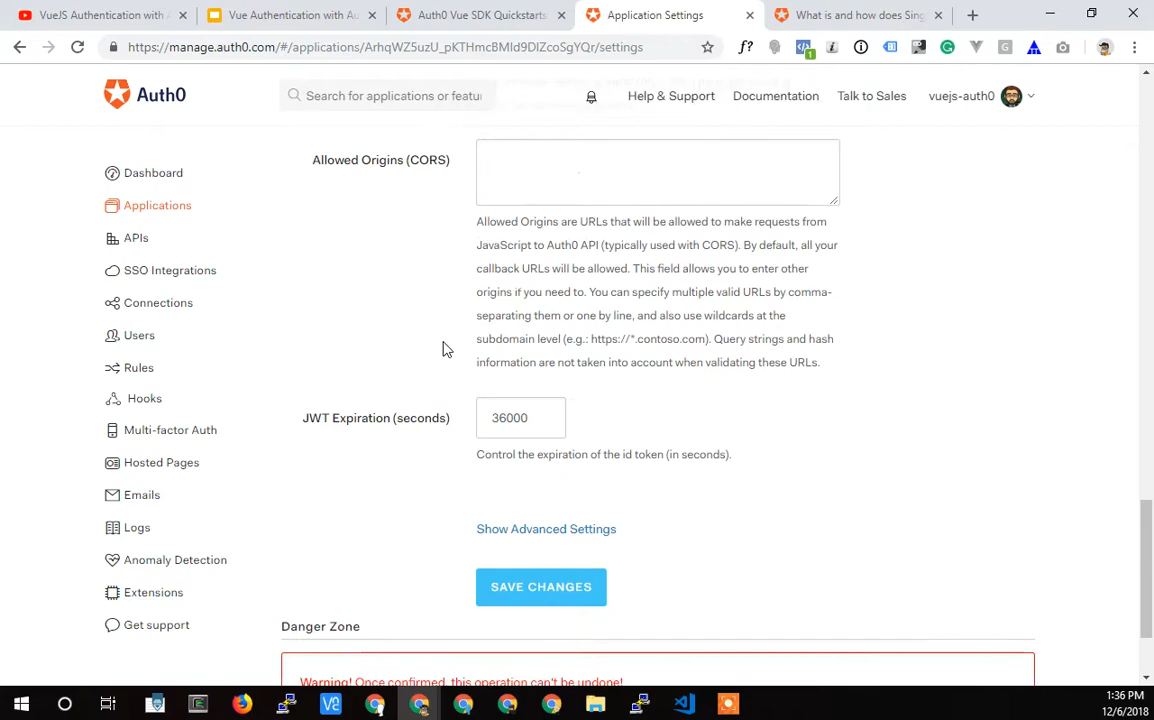 VueJS Authentication with A
Vue Authentication with Au
Auth0 Vue SDK Quickstarts
Application Settings
What is and how does Sing
https://manage.auth0.com/#/applications/ArhqWZ5uzU_pKTHmcBMId9DIZcoSgYQr/settings
f?
1
G
Auth0
Search for applications or featur
Help & Support
Documentation
Talk to Sales
vuejs-auth0
Dashboard
Applications
APIs
SSO Integrations
Connections
Users
Rules
Hooks
Multi-factor Auth
Hosted Pages
Emails
Logs
Anomaly Detection
Extensions
Get support
Allowed Origins (CORS)
Allowed Origins are URLs that will be allowed to make requests from
JavaScript to Auth0 API (typically used with CORS). By default, all your
callback URLs will be allowed. This field allows you to enter other
origins if you need to. You can specify multiple valid URLs by comma-
separating them or one by line, and also use wildcards at the
subdomain level (e.g.: https://*.contoso.com). Query strings and hash
information are not taken into account when validating these URLs.
JWT Expiration (seconds)
36000
Control the expiration of the id token (in seconds).
Show Advanced Settings
SAVE CHANGES
Danger Zone
Warning! Once confirmed, this operation can't be undone!
1:36 PM
12/6/2018